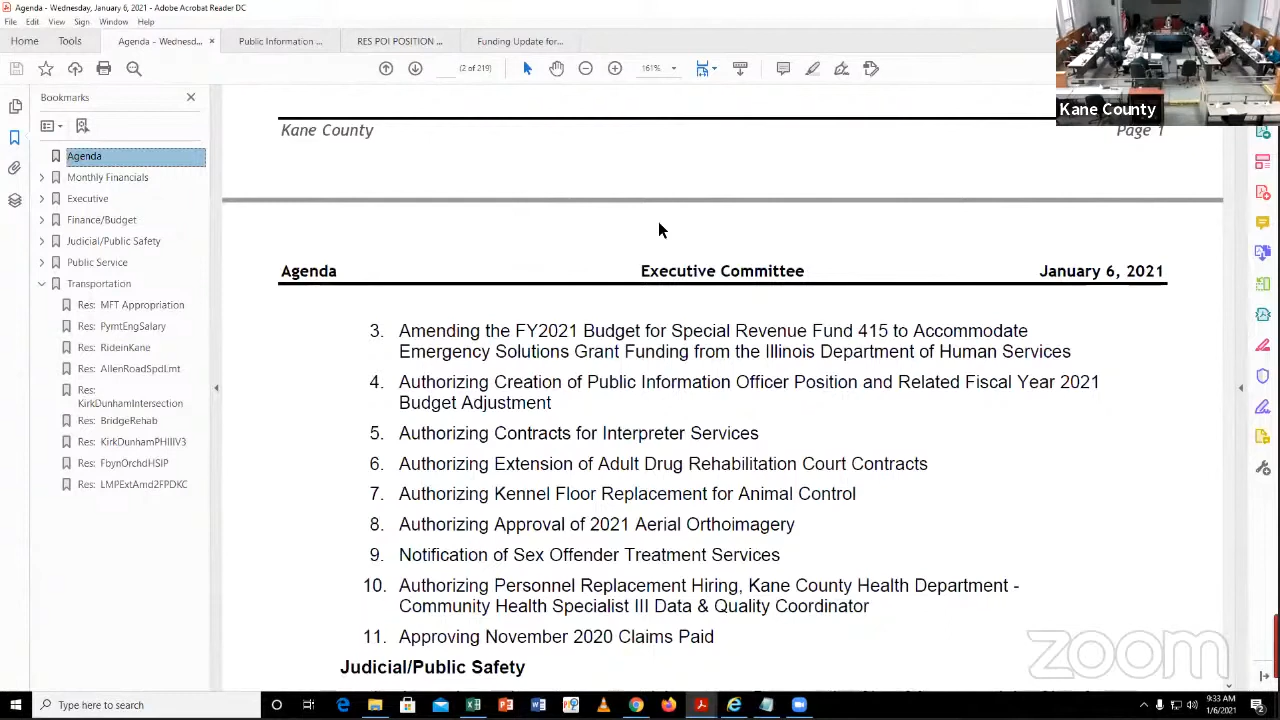 Agenda - Wednesday, January 6, 2021 - Adobe Acrobat Reader DC
File Edit View Sign Window Help
Home Tools Agenda - Wednesd... × Public Information ... RES POI POSITION ... Funding Update for...
(2 of 219) 161%
Bookmarks
Agenda
Monthly Financials
Executive
Finance/Budget
Judicial/Public Safety
Public Service
Transportation
Res: MFT Appropriation
Res: PymtEngSalary
Res: RideinKane
Res: AllenRoadSpdLmt
Res:
KirkDunhamIntersection
Res: BridgeRehab
Res: KirkDunhamPHIIIV3
Res: FbynOrchdHSIP
Res: LMPExtAmd2FPDKC
Kane County
Kane County Page 1
Agenda Executive Committee January 6, 2021
3. Amending the FY2021 Budget for Special Revenue Fund 415 to Accommodate
Emergency Solutions Grant Funding from the Illinois Department of Human Services
4. Authorizing Creation of Public Information Officer Position and Related Fiscal Year 2021
Budget Adjustment
5. Authorizing Contracts for Interpreter Services
6. Authorizing Extension of Adult Drug Rehabilitation Court Contracts
7. Authorizing Kennel Floor Replacement for Animal Control
8. Authorizing Approval of 2021 Aerial Orthoimagery
9. Notification of Sex Offender Treatment Services
10. Authorizing Personnel Replacement Hiring, Kane County Health Department -
Community Health Specialist III Data & Quality Coordinator
11. Approving November 2020 Claims Paid
Judicial/Public Safety
zoom
Type here to search
9:33 AM
1/6/2021